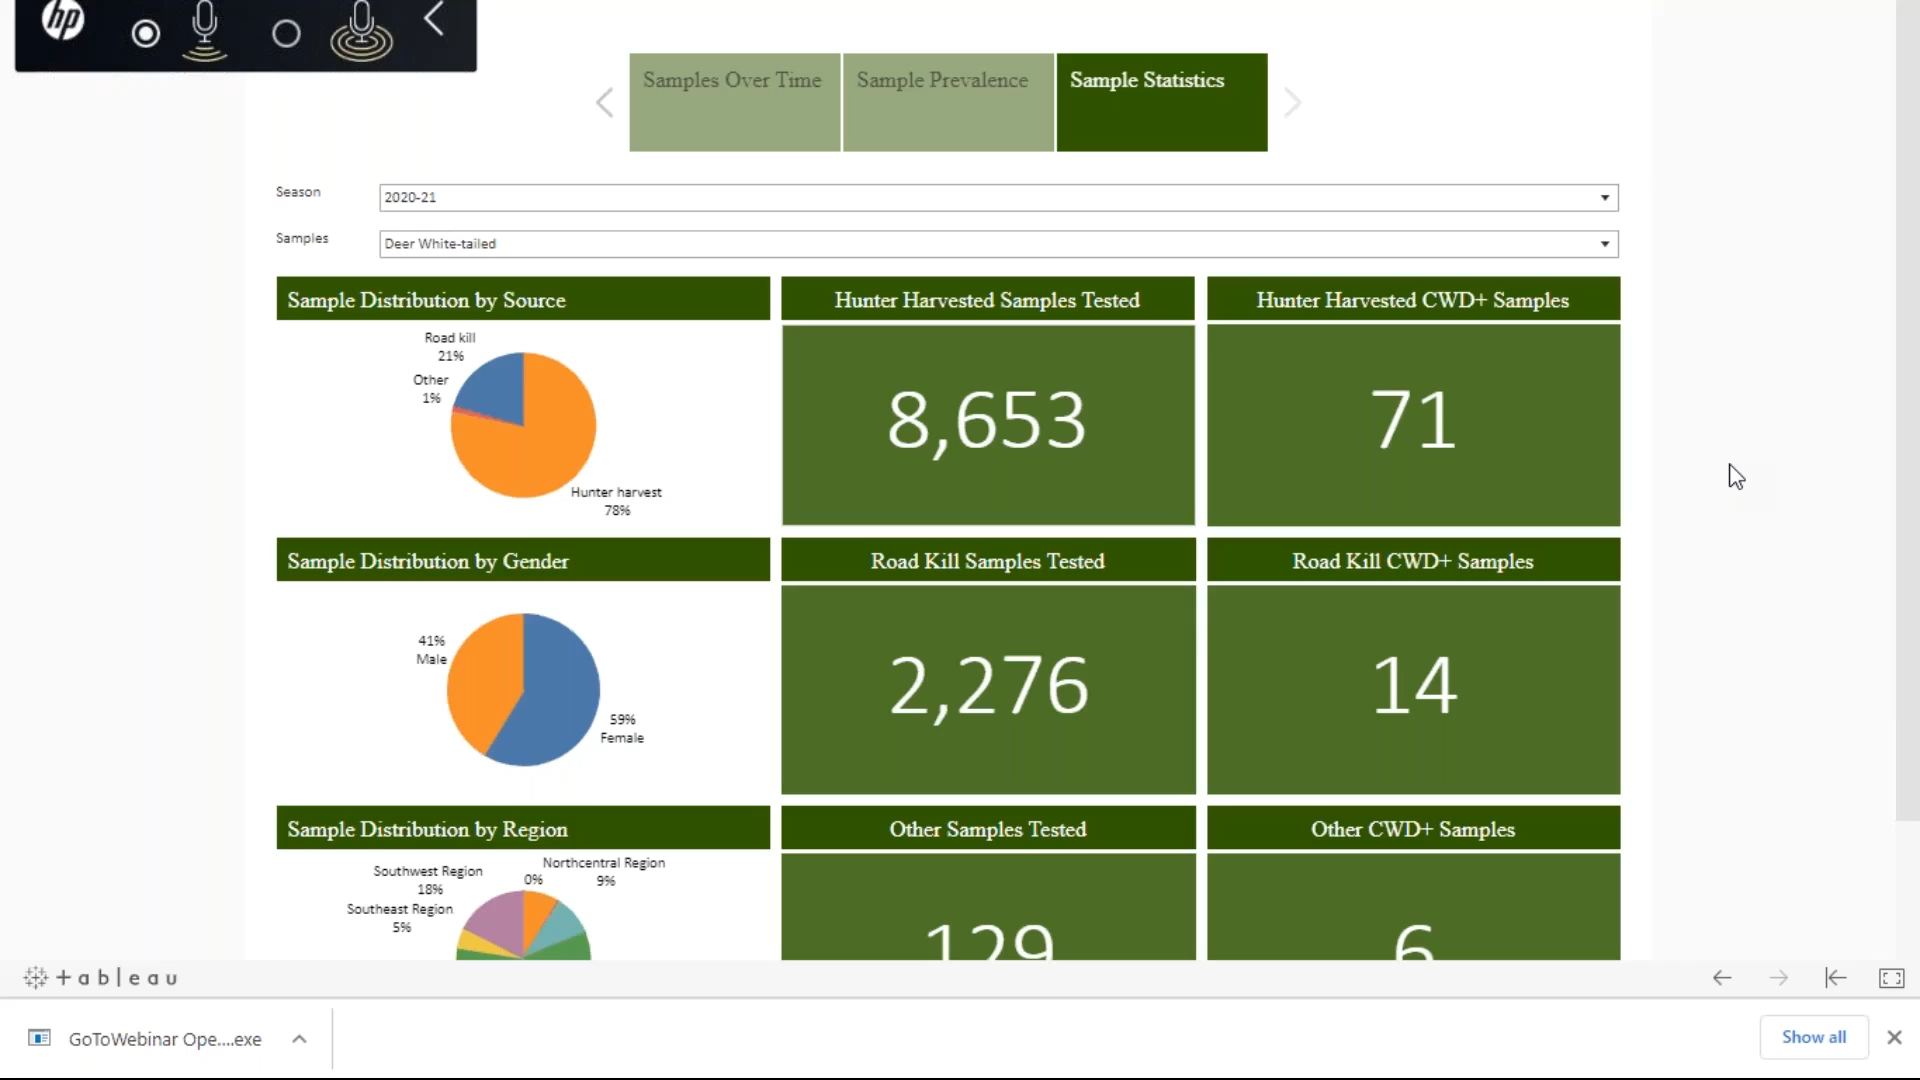 hp
Samples Over Time
Sample Prevalence
Sample Statistics
Season
2020-21
Samples
Deer White-tailed
Sample Distribution by Source
Hunter Harvested Samples Tested
Hunter Harvested CWD+ Samples
Road kill
21%
Other
1%
Hunter harvest
78%
8,653
71
Sample Distribution by Gender
Road Kill Samples Tested
Road Kill CWD+ Samples
41%
Male
59%
Female
2,276
14
Sample Distribution by Region
Other Samples Tested
Other CWD+ Samples
Southwest Region
18%
Southeast Region
5%
0%
Northcentral Region
9%
129
6
+ableau
GoToWebinar Ope....exe
Show all